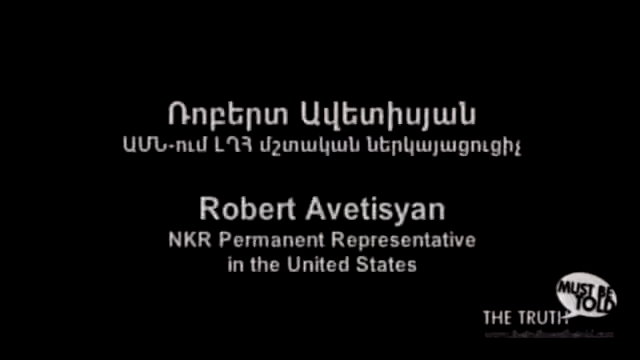 Ռոբերտ Ավետիսյան
ԱՄՆ-ում ԼՂՀ մշտական ներկայացուցիչ
Robert Avetisyan
NKR Permanent Representative
in the United States
MUST BE
TOLD
THE TRUTH